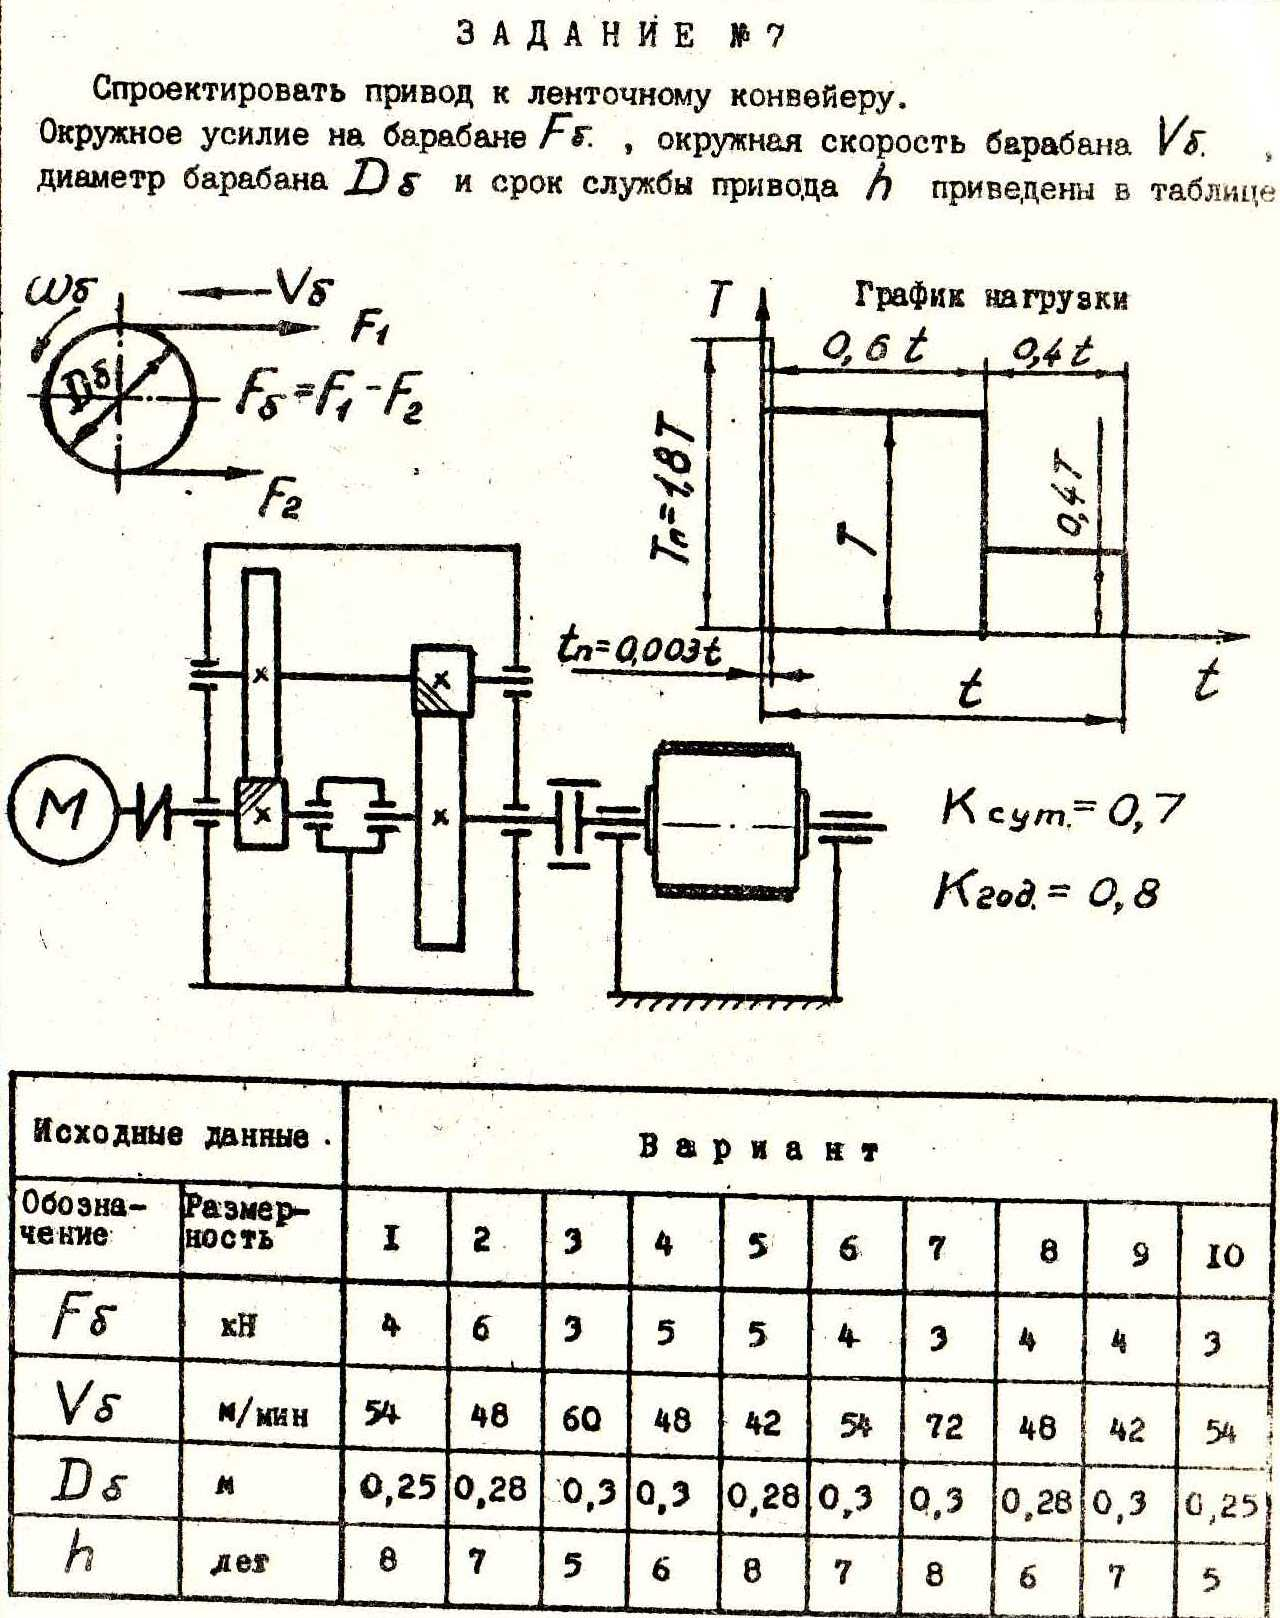 ЗАДАНИЕ № 7
Спроектировать привод к ленточному конвейеру.
Окружное усилие на барабане Fб. , окружная скорость барабана Vб. ,
диаметр барабана Dб и срок службы привода h приведены в таблице
ωб
Vб
F₁
Dб
Fб = F₁ - F₂
F₂
T
График нагрузки
0,6 t
0,4 t
Tп = 1,8T
T
0,4T
tп = 0,003t
t
t
M
Kсут. = 0,7
Kгод. = 0,8
Исходные данные .
Вариант
Обозна-
чение
Размер-
ность
I 2 3 4 5 6 7 8 9 10
Fб кН 4 6 3 5 5 4 3 4 4 3
Vб м/мин 54 48 60 48 42 54 72 48 42 54
Dб м 0,25 0,28 0,3 0,3 0,28 0,3 0,3 0,28 0,3 0,25
h лет 8 7 5 6 8 7 8 6 7 5